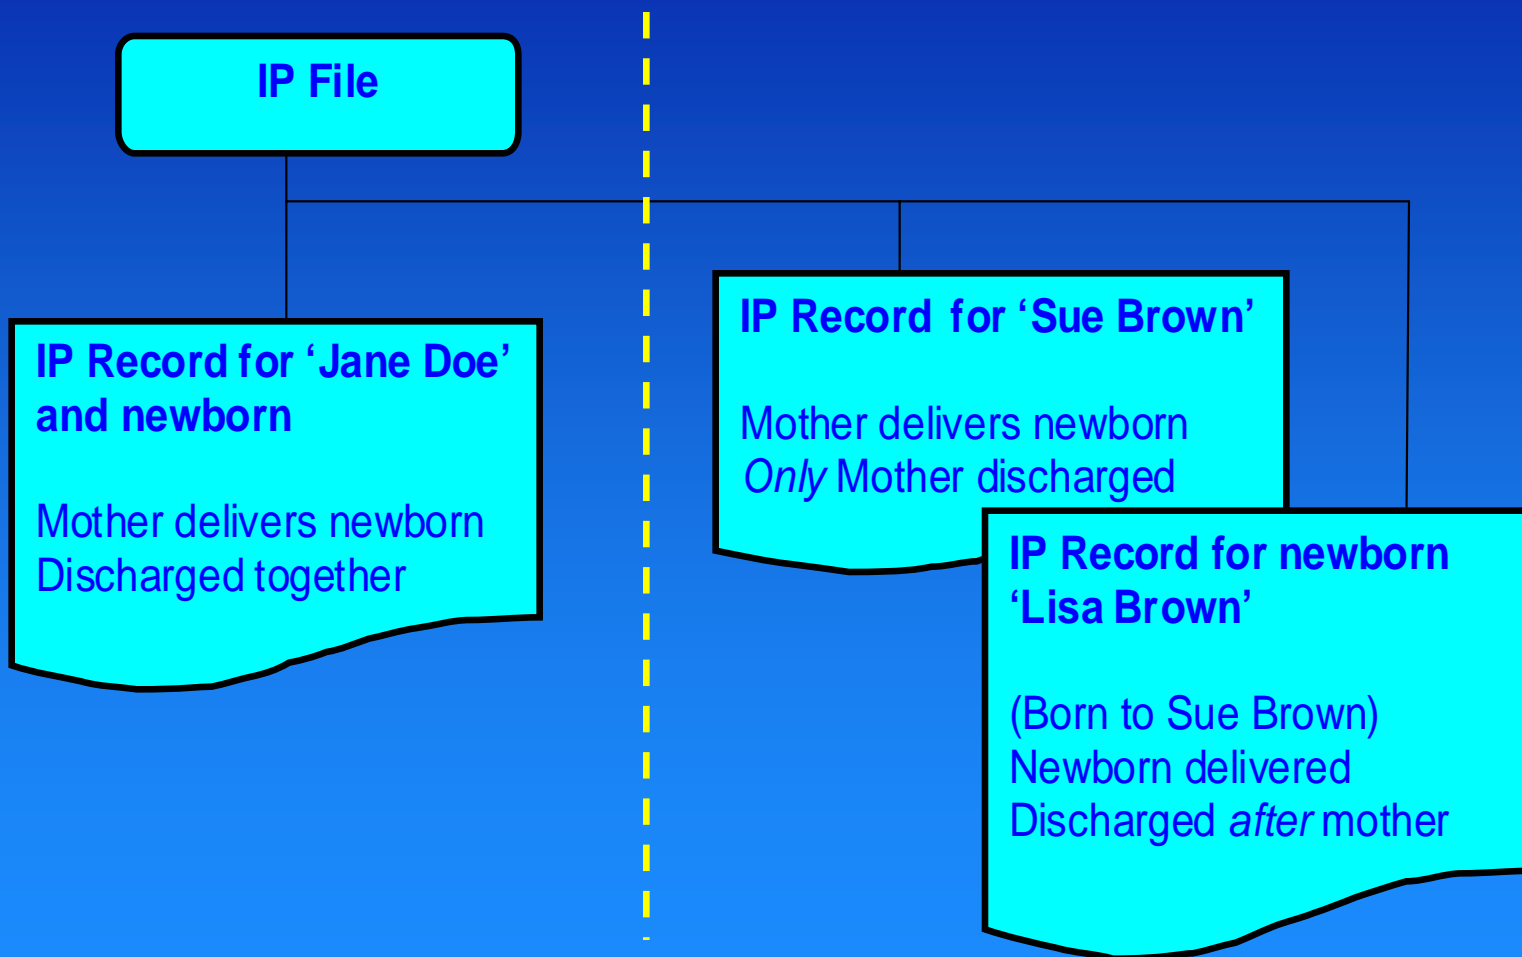 IP File
IP Record for ‘Jane Doe’
and newborn
Mother delivers newborn
Discharged together
IP Record for ‘Sue Brown’
Mother delivers newborn
Only Mother discharged
IP Record for newborn
‘Lisa Brown’
(Born to Sue Brown)
Newborn delivered
Discharged after mother